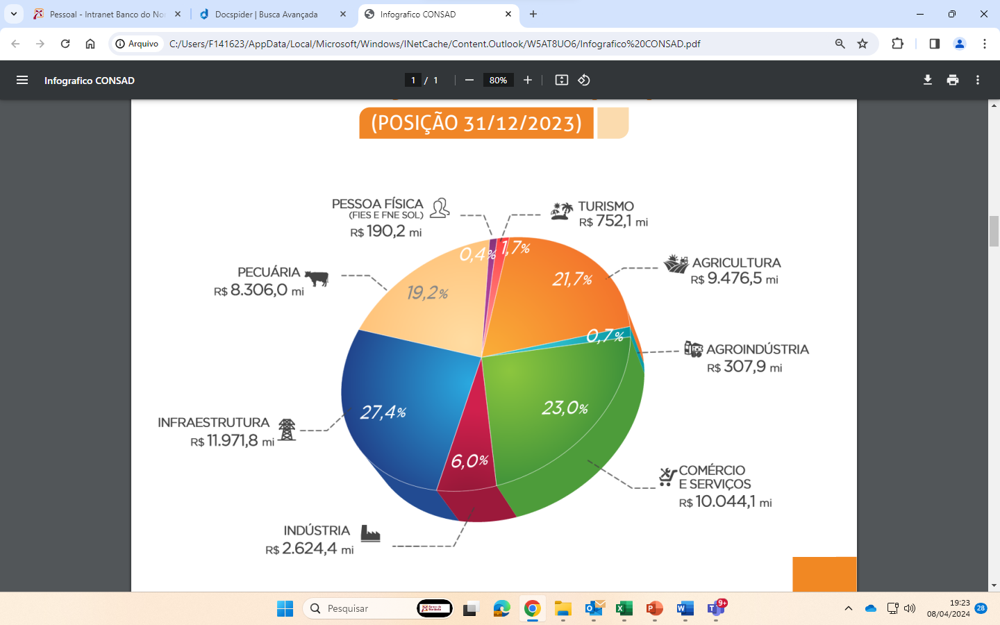 Pessoal - Intranet Banco do No
Docspider | Busca Avançada
Infografico CONSAD
Arquivo
C:/Users/F141623/AppData/Local/Microsoft/Windows/INetCache/Content.Outlook/W5AT8UO6/Infografico%20CONSAD.pdf
Infografico CONSAD
1 / 1
80%
(POSIÇÃO 31/12/2023)
PESSOA FÍSICA
(FIES E FNE SOL)
R$ 190,2 mi
TURISMO
R$ 752,1 mi
0,4%
1,7%
PECUÁRIA
R$ 8.306,0 mi
19,2%
21,7%
AGRICULTURA
R$ 9.476,5 mi
0,7%
AGROINDÚSTRIA
R$ 307,9 mi
INFRAESTRUTURA
R$ 11.971,8 mi
27,4%
23,0%
6,0%
COMÉRCIO
E SERVIÇOS
R$ 10.044,1 mi
INDÚSTRIA
R$ 2.624,4 mi
Pesquisar
9+
19:23
08/04/2024
28